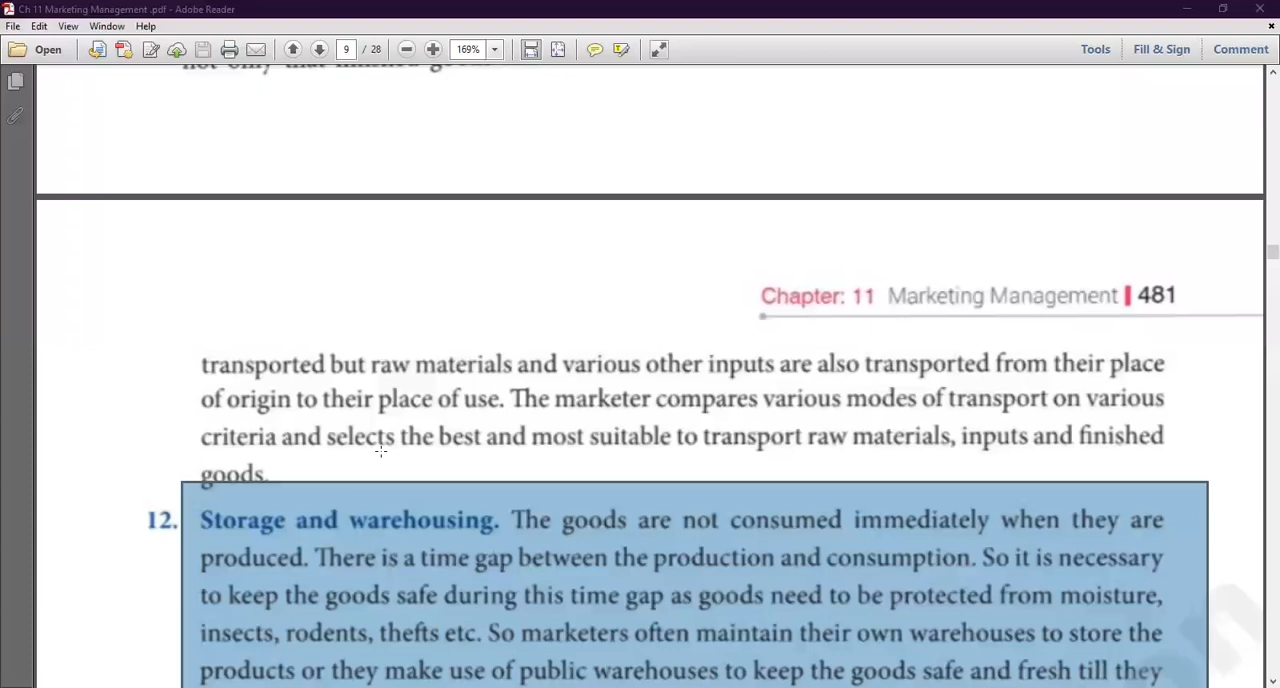 Ch 11 Marketing Management .pdf - Adobe Reader
File Edit View Window Help
Open 9 / 28 169% Tools Fill & Sign Comment
not only that finished
Chapter: 11 Marketing Management 481
transported but raw materials and various other inputs are also transported from their place
of origin to their place of use. The marketer compares various modes of transport on various
criteria and selects the best and most suitable to transport raw materials, inputs and finished
goods.
12. Storage and warehousing. The goods are not consumed immediately when they are
produced. There is a time gap between the production and consumption. So it is necessary
to keep the goods safe during this time gap as goods need to be protected from moisture,
insects, rodents, thefts etc. So marketers often maintain their own warehouses to store the
products or they make use of public warehouses to keep the goods safe and fresh till they